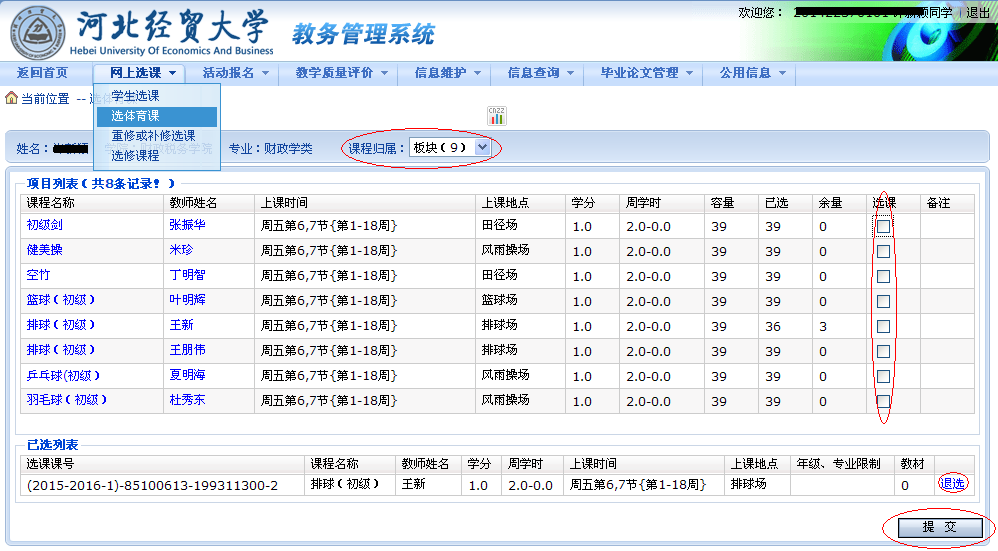 河北经贸大学 教务管理系统
Hebei University Of Economics And Business
欢迎您： 同学 退出
返回首页 网上选课 活动报名 教学质量评价 信息维护 信息查询 毕业论文管理 公用信息
当前位置 -- 选
学生选课
选体育课
重修或补修选课
选修课程
CNZZ
姓名： 专业：财政学类 课程归属： 板块（9）
项目列表（共8条记录！）
课程名称 教师姓名 上课时间 上课地点 学分 周学时 容量 已选 余量 选课 备注
初级剑 张振华 周五第6,7节{第1-18周} 田径场 1.0 2.0-0.0 39 39 0
健美操 米珍 周五第6,7节{第1-18周} 风雨操场 1.0 2.0-0.0 39 39 0
空竹 丁明智 周五第6,7节{第1-18周} 田径场 1.0 2.0-0.0 39 39 0
篮球（初级） 叶明辉 周五第6,7节{第1-18周} 篮球场 1.0 2.0-0.0 39 39 0
排球（初级） 王新 周五第6,7节{第1-18周} 排球场 1.0 2.0-0.0 39 36 3
排球（初级） 王朋伟 周五第6,7节{第1-18周} 排球场 1.0 2.0-0.0 39 39 0
乒乓球(初级） 夏明海 周五第6,7节{第1-18周} 风雨操场 1.0 2.0-0.0 39 39 0
羽毛球（初级） 杜秀东 周五第6,7节{第1-18周} 风雨操场 1.0 2.0-0.0 39 39 0
已选列表
选课课号 课程名称 教师姓名 学分 周学时 上课时间 上课地点 年级、专业限制 教材
(2015-2016-1)-85100613-199311300-2 排球（初级） 王新 1.0 2.0-0.0 周五第6,7节{第1-18周} 排球场 0 退选
提 交